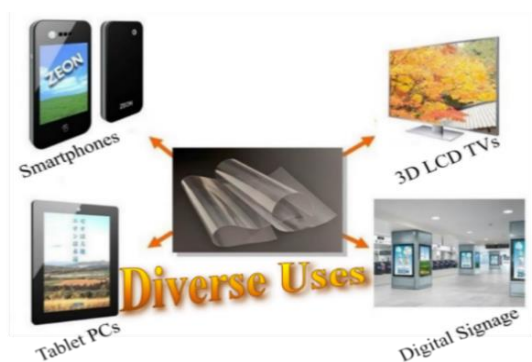 ZEON
ZEON
Smartphones
3D LCD TVs
Diverse Uses
Tablet PCs
Digital Signage